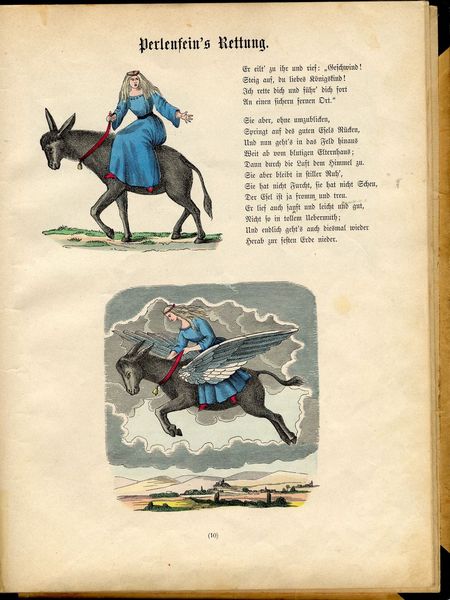 Perlenfein's Rettung.
Er eilt' zu ihr und rief: „Geschwind!
Steig auf, du liebes Königskind!
Ich rette dich und führ' dich fort
An einen sichern fernen Ort."
Sie aber, ohne umzublicken,
Springt auf des guten Esels Rücken,
Und nun geht's in das Feld hinaus
Weit ab vom blutigen Elternhaus;
Dann durch die Luft dem Himmel zu.
Sie aber bleibt in stiller Ruh',
Sie hat nicht Furcht, sie hat nicht Scheu,
Der Esel ist ja fromm und treu.
Er lief auch sanft und leicht und gut,
Nicht so in tollem Uebermuth;
Und endlich geht's auch diesmal wieder
Herab zur festen Erde nieder.
(10)